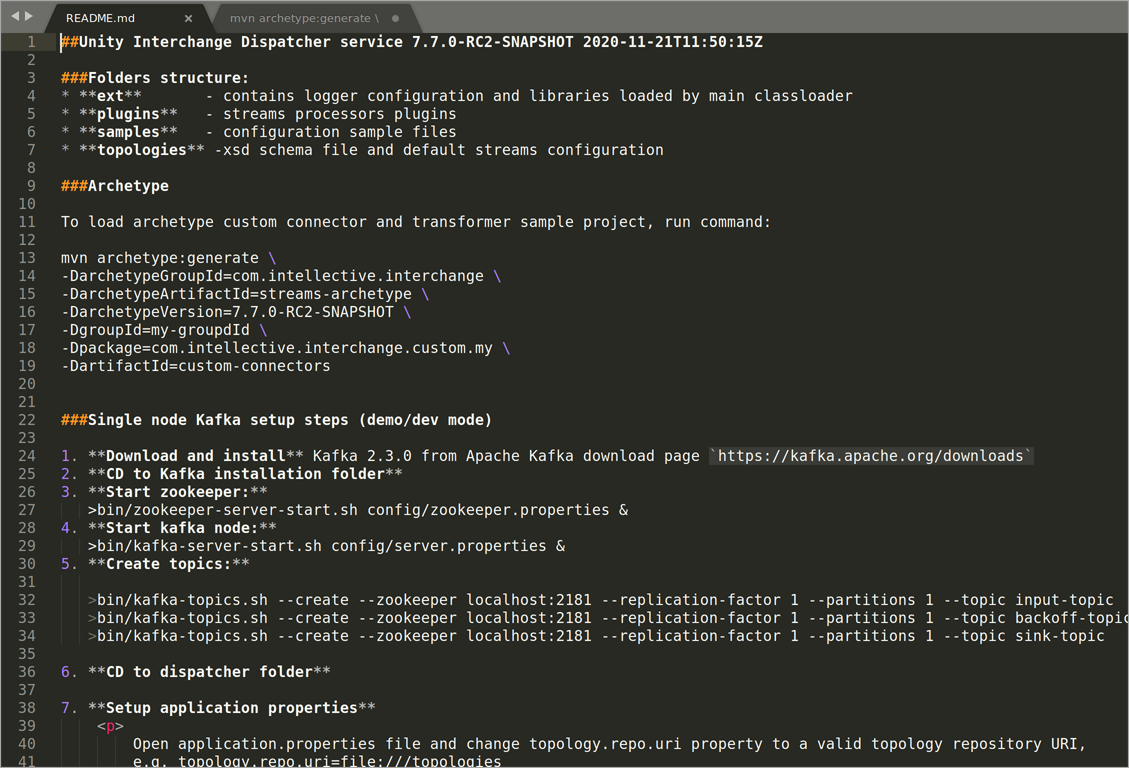 README.md ×
mvn archetype:generate \
1 ##Unity Interchange Dispatcher service 7.7.0-RC2-SNAPSHOT 2020-11-21T11:50:15Z
2
3 ###Folders structure:
4 * **ext**       - contains logger configuration and libraries loaded by main classloader
5 * **plugins**   - streams processors plugins
6 * **samples**   - configuration sample files
7 * **topologies** -xsd schema file and default streams configuration
8
9 ###Archetype
10
11 To load archetype custom connector and transformer sample project, run command:
12
13 mvn archetype:generate \
14 -DarchetypeGroupId=com.intellective.interchange \
15 -DarchetypeArtifactId=streams-archetype \
16 -DarchetypeVersion=7.7.0-RC2-SNAPSHOT \
17 -DgroupId=my-groupdId \
18 -Dpackage=com.intellective.interchange.custom.my \
19 -DartifactId=custom-connectors
20
21
22 ###Single node Kafka setup steps (demo/dev mode)
23
24 1. **Download and install** Kafka 2.3.0 from Apache Kafka download page `https://kafka.apache.org/downloads`
25 2. **CD to Kafka installation folder**
26 3. **Start zookeeper:**
27    >bin/zookeeper-server-start.sh config/zookeeper.properties &
28 4. **Start kafka node:**
29    >bin/kafka-server-start.sh config/server.properties &
30 5. **Create topics:**
31
32    >bin/kafka-topics.sh --create --zookeeper localhost:2181 --replication-factor 1 --partitions 1 --topic input-topic
33    >bin/kafka-topics.sh --create --zookeeper localhost:2181 --replication-factor 1 --partitions 1 --topic backoff-topic
34    >bin/kafka-topics.sh --create --zookeeper localhost:2181 --replication-factor 1 --partitions 1 --topic sink-topic
35
36 6. **CD to dispatcher folder**
37
38 7. **Setup application properties**
39     <p>
40         Open application.properties file and change topology.repo.uri property to a valid topology repository URI,
41         e.g. topology.repo.uri=file:///topologies